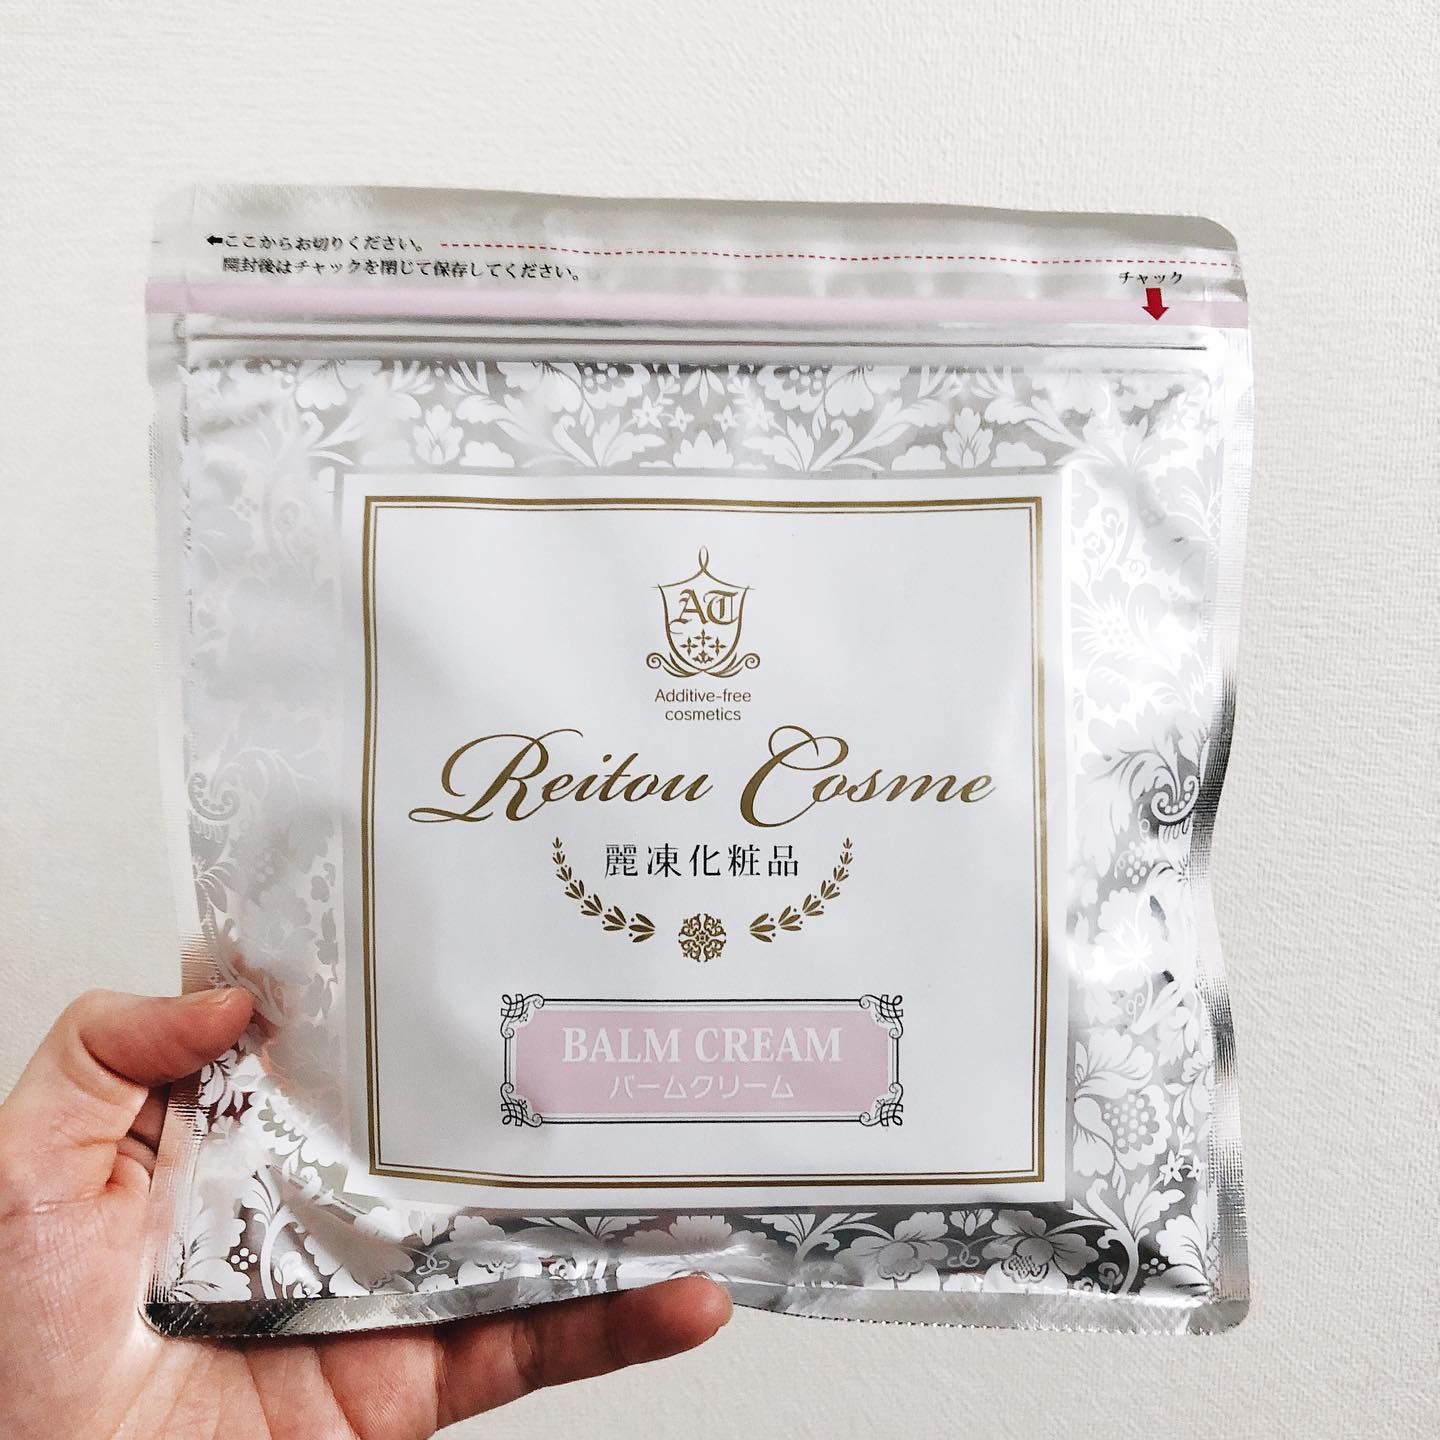 ←ここからお切りください。
開封後はチャックを閉じて保存してください。
チャック
AT
Additive-free
cosmetics
Reitou Cosme
麗凍化粧品
BALM CREAM
バームクリーム